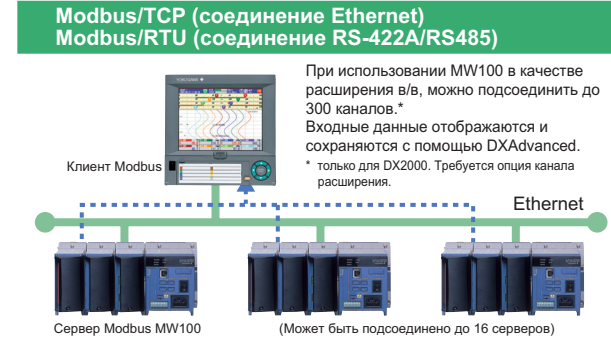 Modbus/TCP (соединение Ethernet)
Modbus/RTU (соединение RS-422A/RS485)
При использовании MW100 в качестве
расширения в/в, можно подсоединить до
300 каналов.*
Входные данные отображаются и
сохраняются с помощью DXAdvanced.
* только для DX2000. Требуется опция канала
расширения.
YOKOGAWA
Клиент Modbus
Ethernet
Сервер Modbus MW100
(Может быть подсоединено до 16 серверов)